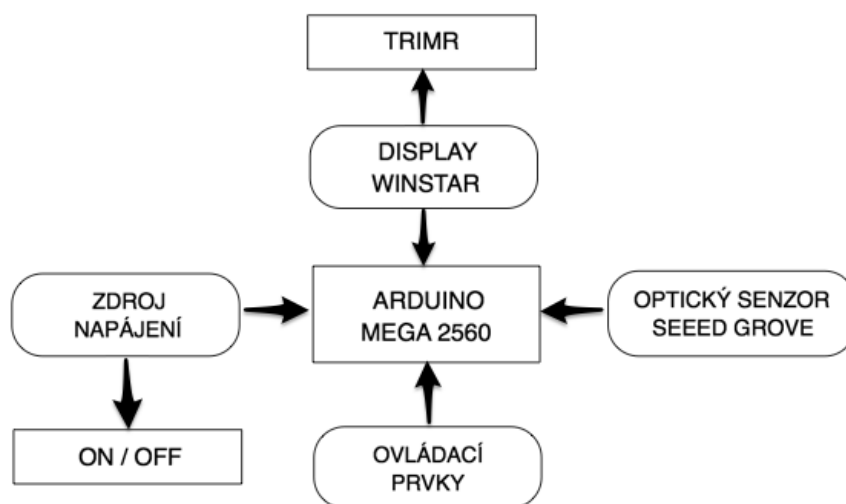 TRIMR
DISPLAY
WINSTAR
ZDROJ
NAPÁJENÍ
ARDUINO
MEGA 2560
OPTICKÝ SENZOR
SEEED GROVE
ON / OFF
OVLÁDACÍ
PRVKY